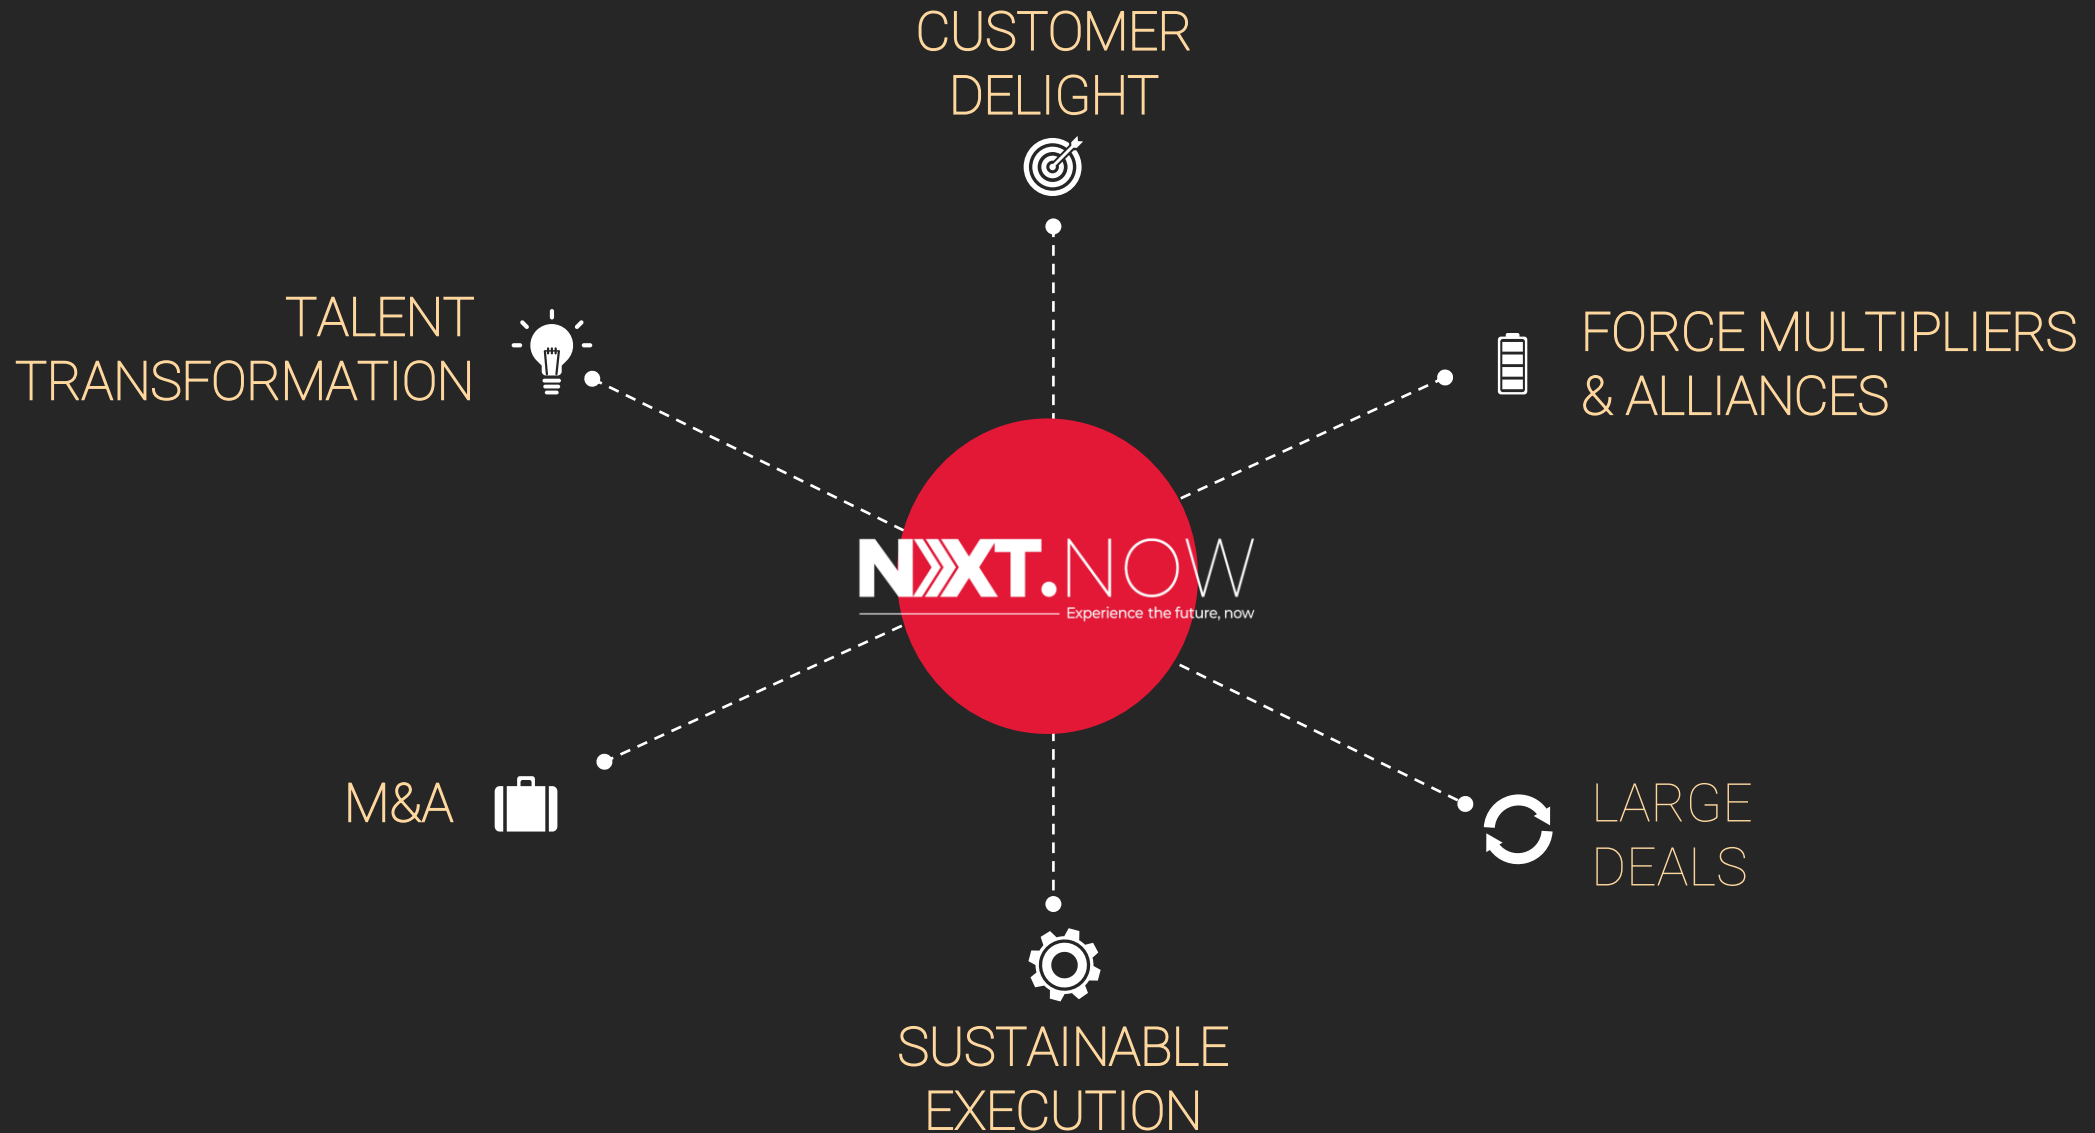 CUSTOMER
DELIGHT
TALENT
TRANSFORMATION
FORCE MULTIPLIERS
& ALLIANCES
NXT.NOW
Experience the future, now
M&A
LARGE
DEALS
SUSTAINABLE
EXECUTION